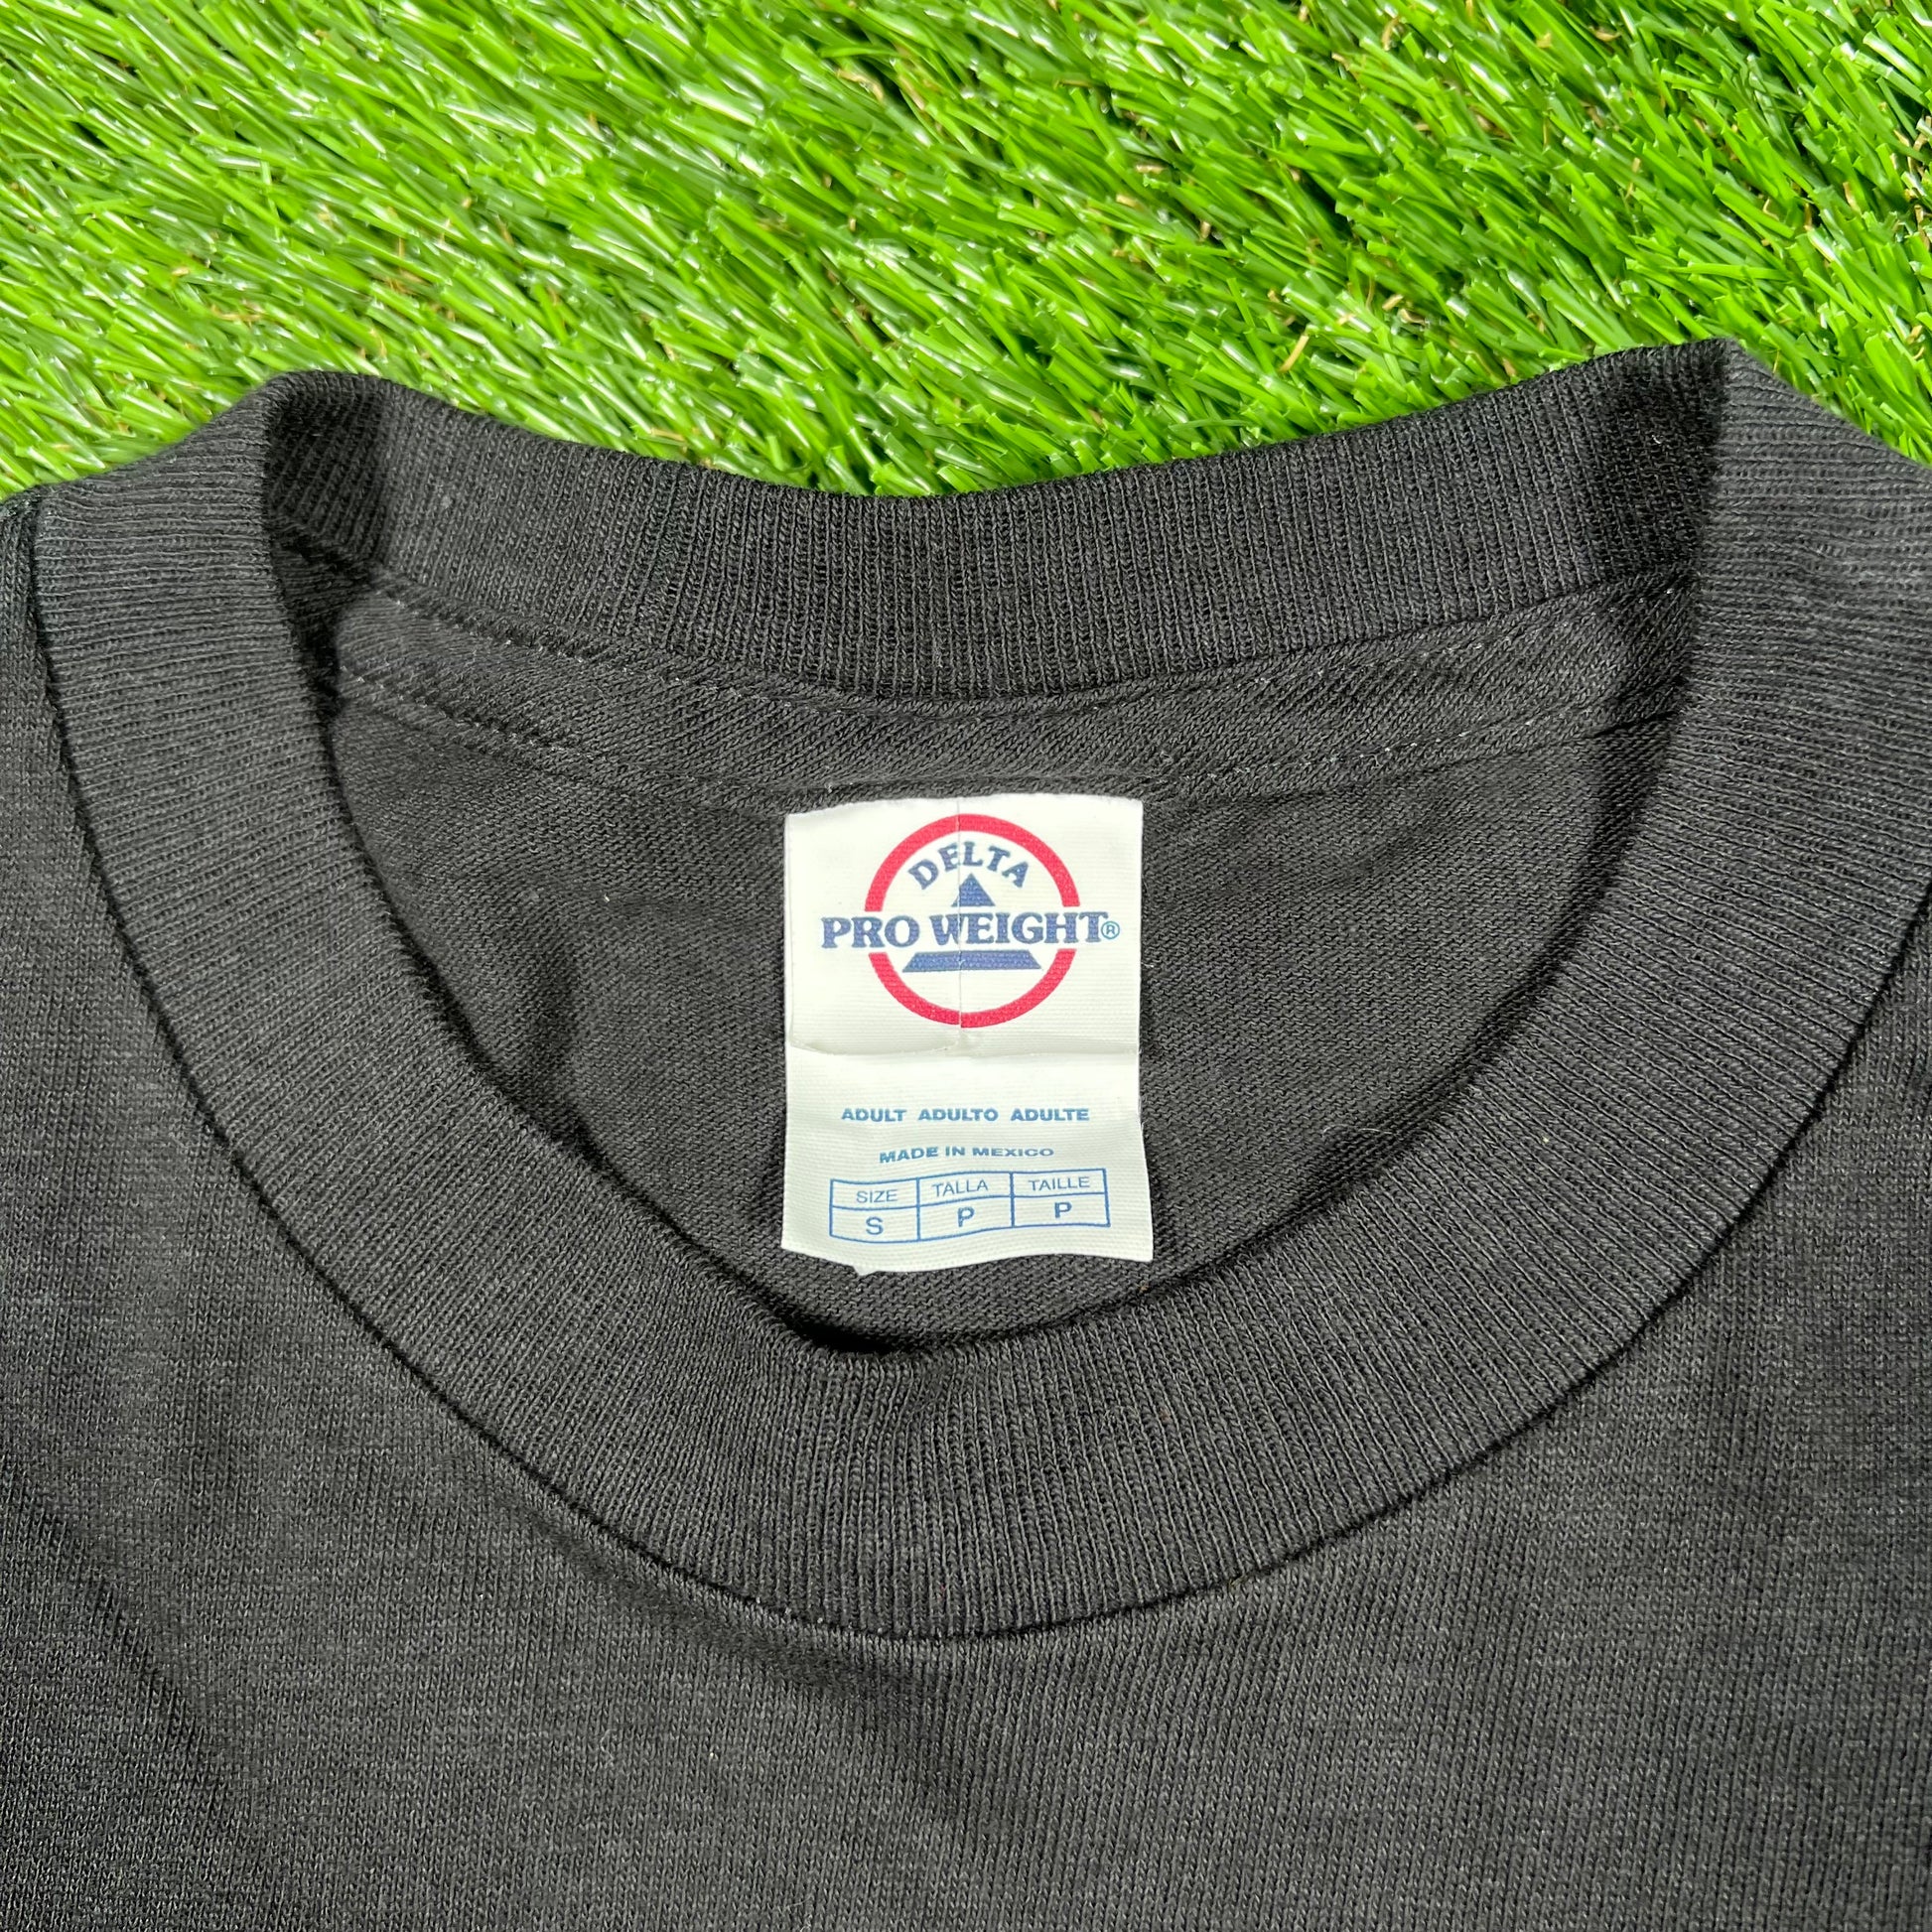 DELTA
PRO WEIGHT®
ADULT ADULTO ADULTE
MADE IN MEXICO
SIZE TALLA TAILLE
S P P